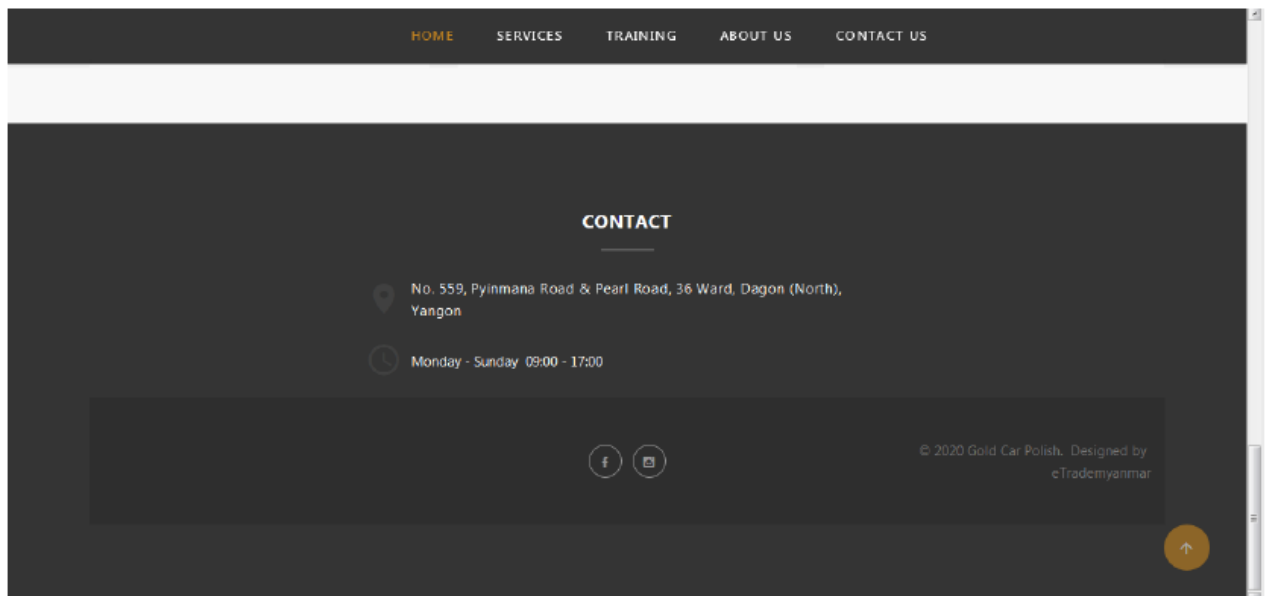 HOME SERVICES TRAINING ABOUT US CONTACT US
CONTACT
No. 559, Pyinmana Road & Pearl Road, 36 Ward, Dagon (North),
Yangon
Monday - Sunday 09:00 - 17:00
© 2020 Gold Car Polish. Designed by
eTrademyanmar